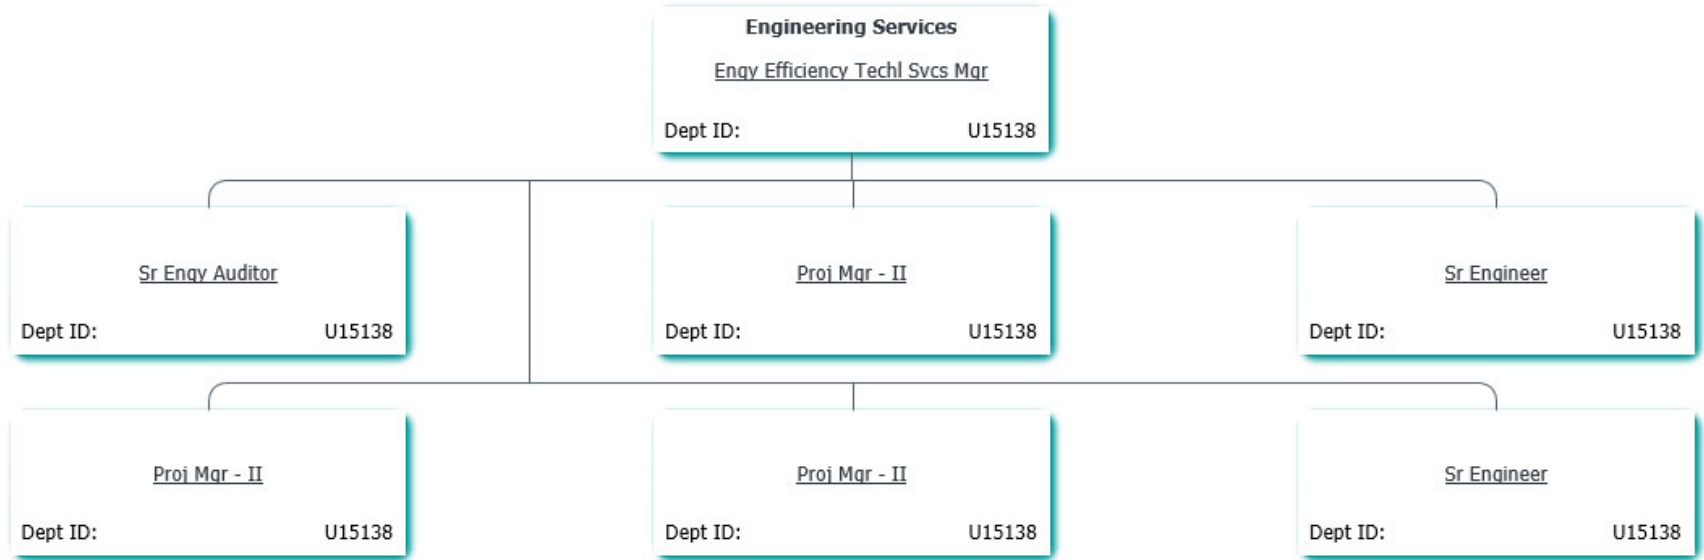 Engineering Services
Engy Efficiency Techl Svcs Mgr
Dept ID: U15138
Sr Engy Auditor
Dept ID: U15138
Proj Mgr - II
Dept ID: U15138
Sr Engineer
Dept ID: U15138
Proj Mgr - II
Dept ID: U15138
Proj Mgr - II
Dept ID: U15138
Sr Engineer
Dept ID: U15138